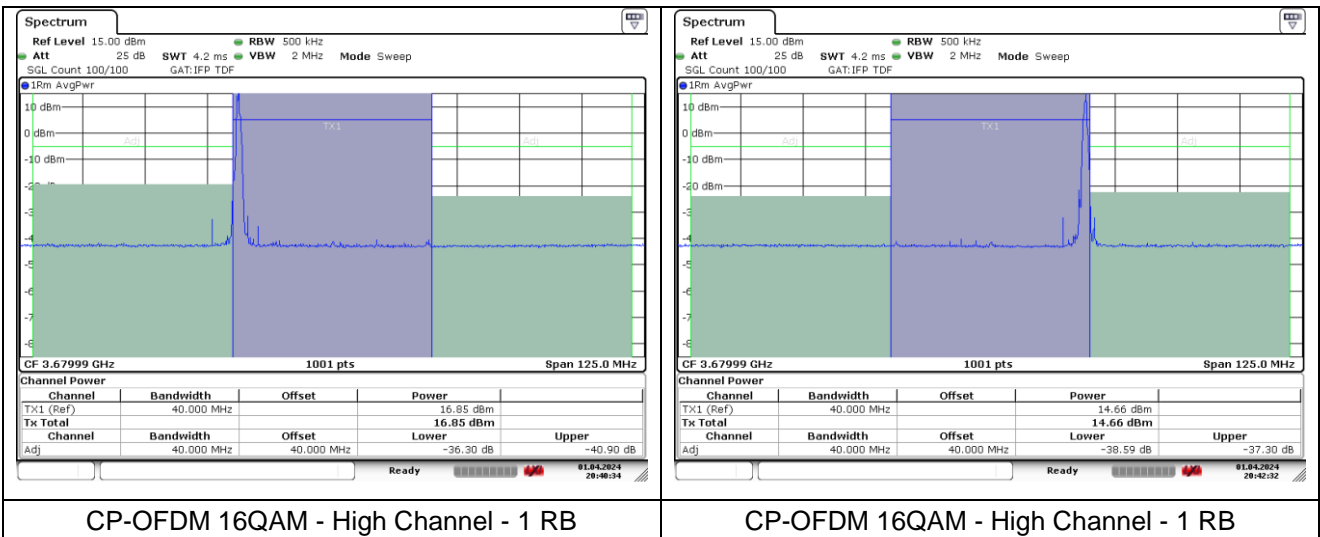 Spectrum
Ref Level 15.00 dBm RBW 500 kHz
Att 25 dB SWT 4.2 ms VBW 2 MHz Mode Sweep
SGL Count 100/100 GAT:IFP TDF
1Rm AvgPwr
10 dBm
TX1
0 dBm
Adj Adj
-10 dBm
CF 3.67999 GHz 1001 pts Span 125.0 MHz
Channel Power
Channel Bandwidth Offset Power
TX1 (Ref) 40.000 MHz 16.85 dBm
Tx Total 16.85 dBm
Channel Bandwidth Offset Lower Upper
Adj 40.000 MHz 40.000 MHz -36.30 dB -40.90 dB
Ready 01.04.2024
20:40:34
CP-OFDM 16QAM - High Channel - 1 RB
Spectrum
Ref Level 15.00 dBm RBW 500 kHz
Att 25 dB SWT 4.2 ms VBW 2 MHz Mode Sweep
SGL Count 100/100 GAT:IFP TDF
1Rm AvgPwr
10 dBm
TX1
0 dBm
Adj Adj
-10 dBm
-20 dBm
CF 3.67999 GHz 1001 pts Span 125.0 MHz
Channel Power
Channel Bandwidth Offset Power
TX1 (Ref) 40.000 MHz 14.66 dBm
Tx Total 14.66 dBm
Channel Bandwidth Offset Lower Upper
Adj 40.000 MHz 40.000 MHz -38.59 dB -37.30 dB
Ready 01.04.2024
20:42:32
CP-OFDM 16QAM - High Channel - 1 RB